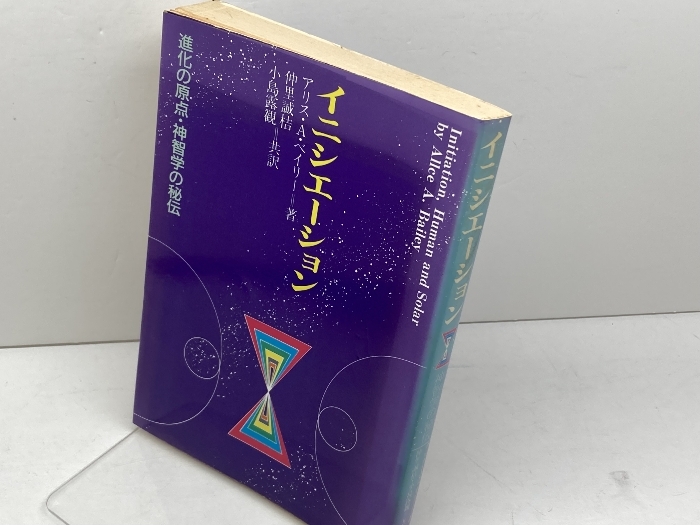 Initiation, Human and Solar
by Alice A. Bailey
イニシエーション
アリス・A・ベイリー=著
仲里誠桔
小島露観=共訳
進化の原点・神智学の秘伝
イニシエーション